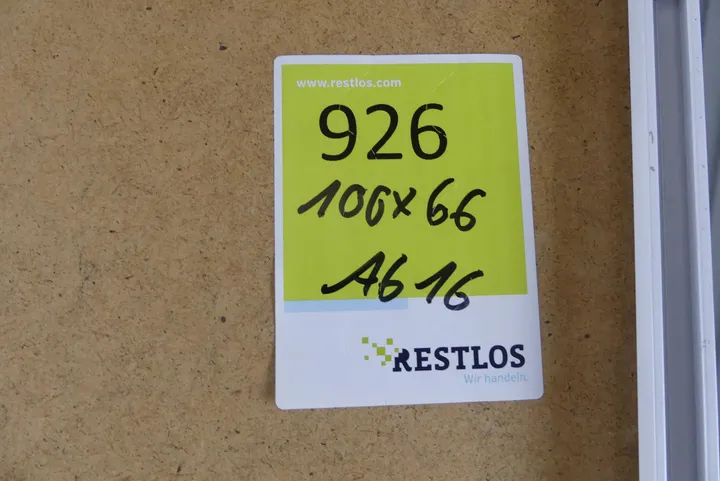 www.restlos.com
926
106x66
A616
RESTLOS
Wir handeln.